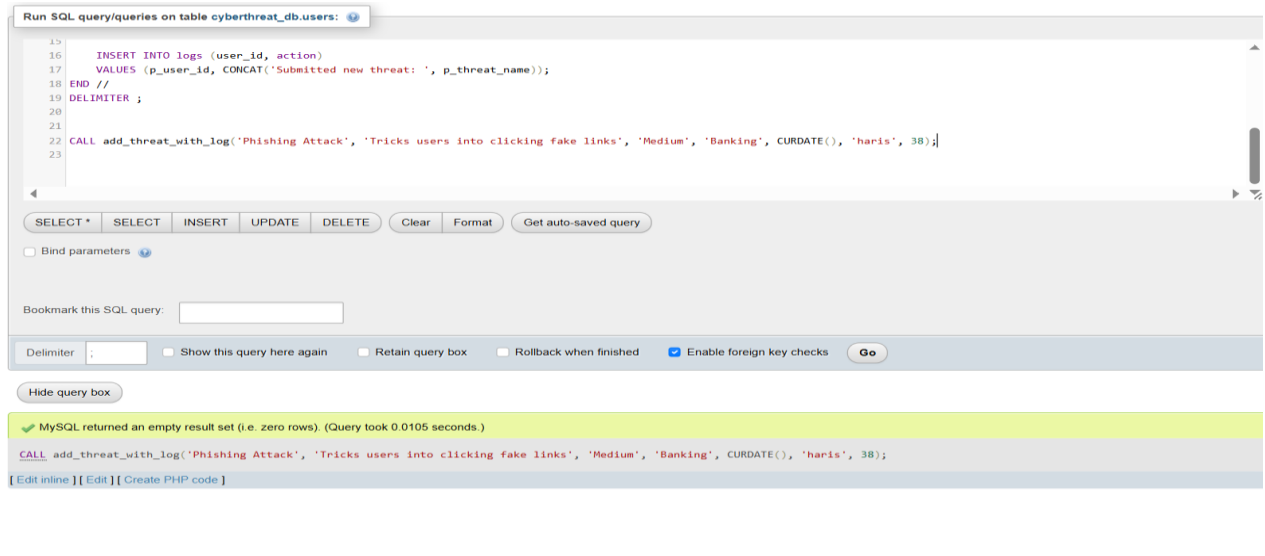 Run SQL query/queries on table cyberthreat_db.users:
15
16 INSERT INTO logs (user_id, action)
17 VALUES (p_user_id, CONCAT('Submitted new threat: ', p_threat_name));
18 END //
19 DELIMITER ;
20
21
22 CALL add_threat_with_log('Phishing Attack', 'Tricks users into clicking fake links', 'Medium', 'Banking', CURDATE(), 'haris', 38);
23
SELECT * SELECT INSERT UPDATE DELETE Clear Format Get auto-saved query
Bind parameters
Bookmark this SQL query:
Delimiter ; Show this query here again Retain query box Rollback when finished Enable foreign key checks Go
Hide query box
MySQL returned an empty result set (i.e. zero rows). (Query took 0.0105 seconds.)
CALL add_threat_with_log('Phishing Attack', 'Tricks users into clicking fake links', 'Medium', 'Banking', CURDATE(), 'haris', 38);
[ Edit inline ] [ Edit ] [ Create PHP code ]